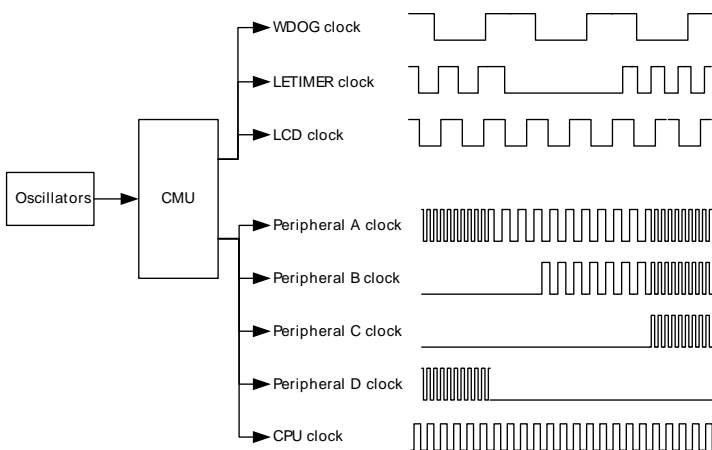 WDOG clock
LETIMER clock
LCD clock
Oscillators
CMU
Peripheral A clock
Peripheral B clock
Peripheral C clock
Peripheral D clock
CPU clock